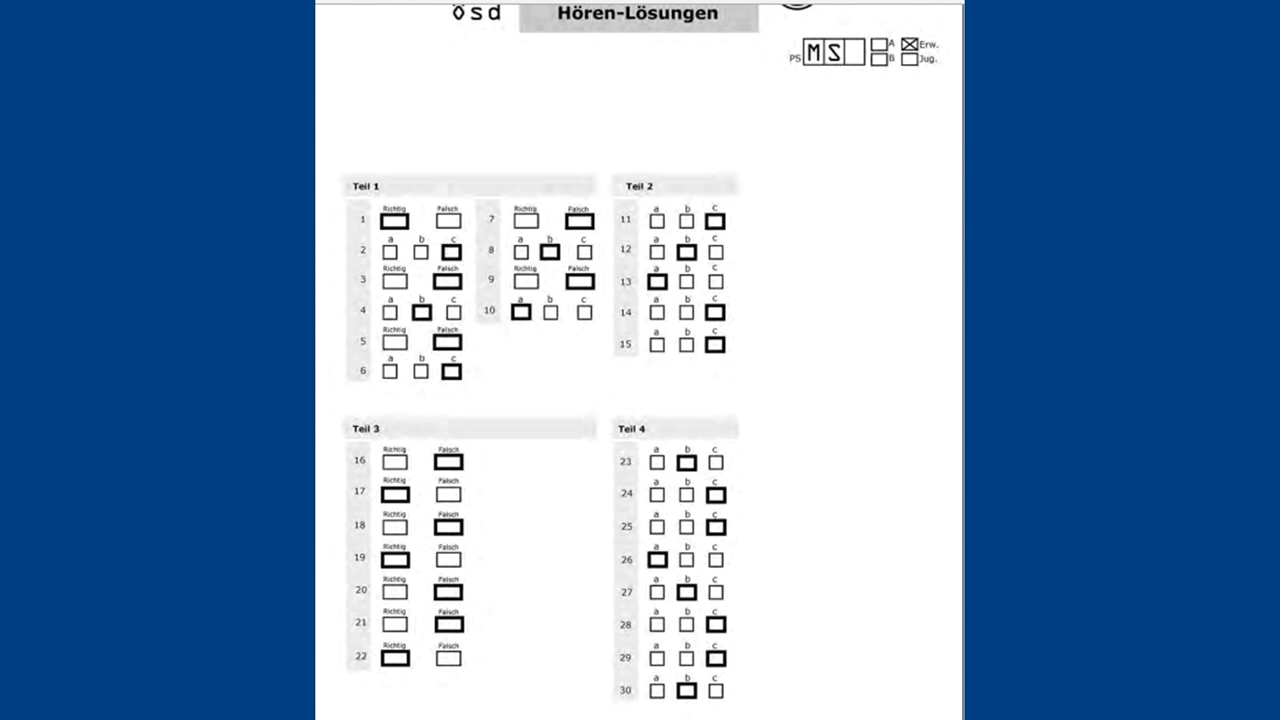 ösd Hören-Lösungen
A Erw.
PS M S B Jug.
Teil 1
Richtig Falsch
1
a b c
2
Richtig Falsch
3
a b c
4
Richtig Falsch
5
a b c
6
Richtig Falsch
7
a b c
8
Richtig Falsch
9
a b c
10
Teil 2
a b c
11
a b c
12
a b c
13
a b c
14
a b c
15
Teil 3
Richtig Falsch
16
Richtig Falsch
17
Richtig Falsch
18
Richtig Falsch
19
Richtig Falsch
20
Richtig Falsch
21
Richtig Falsch
22
Teil 4
a b c
23
a b c
24
a b c
25
a b c
26
a b c
27
a b c
28
a b c
29
a b c
30